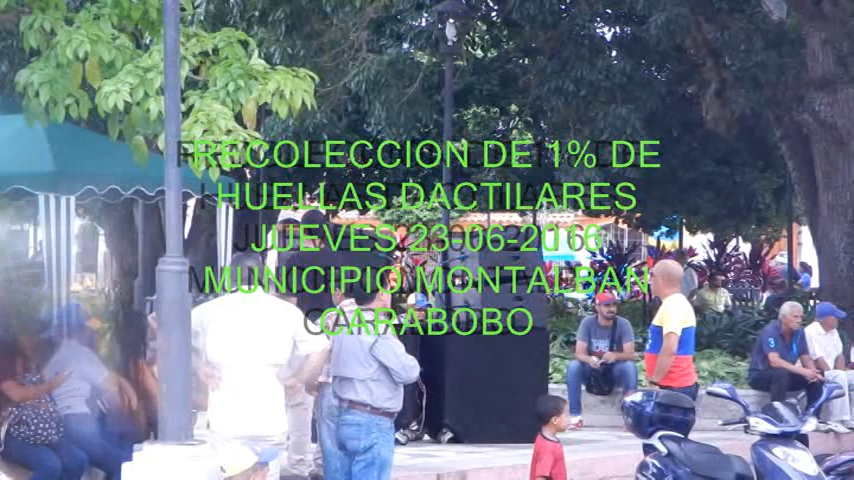 RECOLECCION DE 1% DE
HUELLAS DACTILARES
JUEVES 23-06-2016
MUNICIPIO MONTALBAN
CARABOBO